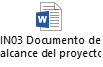 W
IN03 Documento de
alcance del proyecto